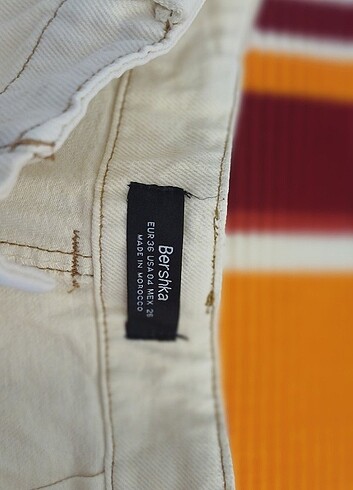 Bershka
EUR 36 USA 04 MEX 26
MADE IN MOROCCO